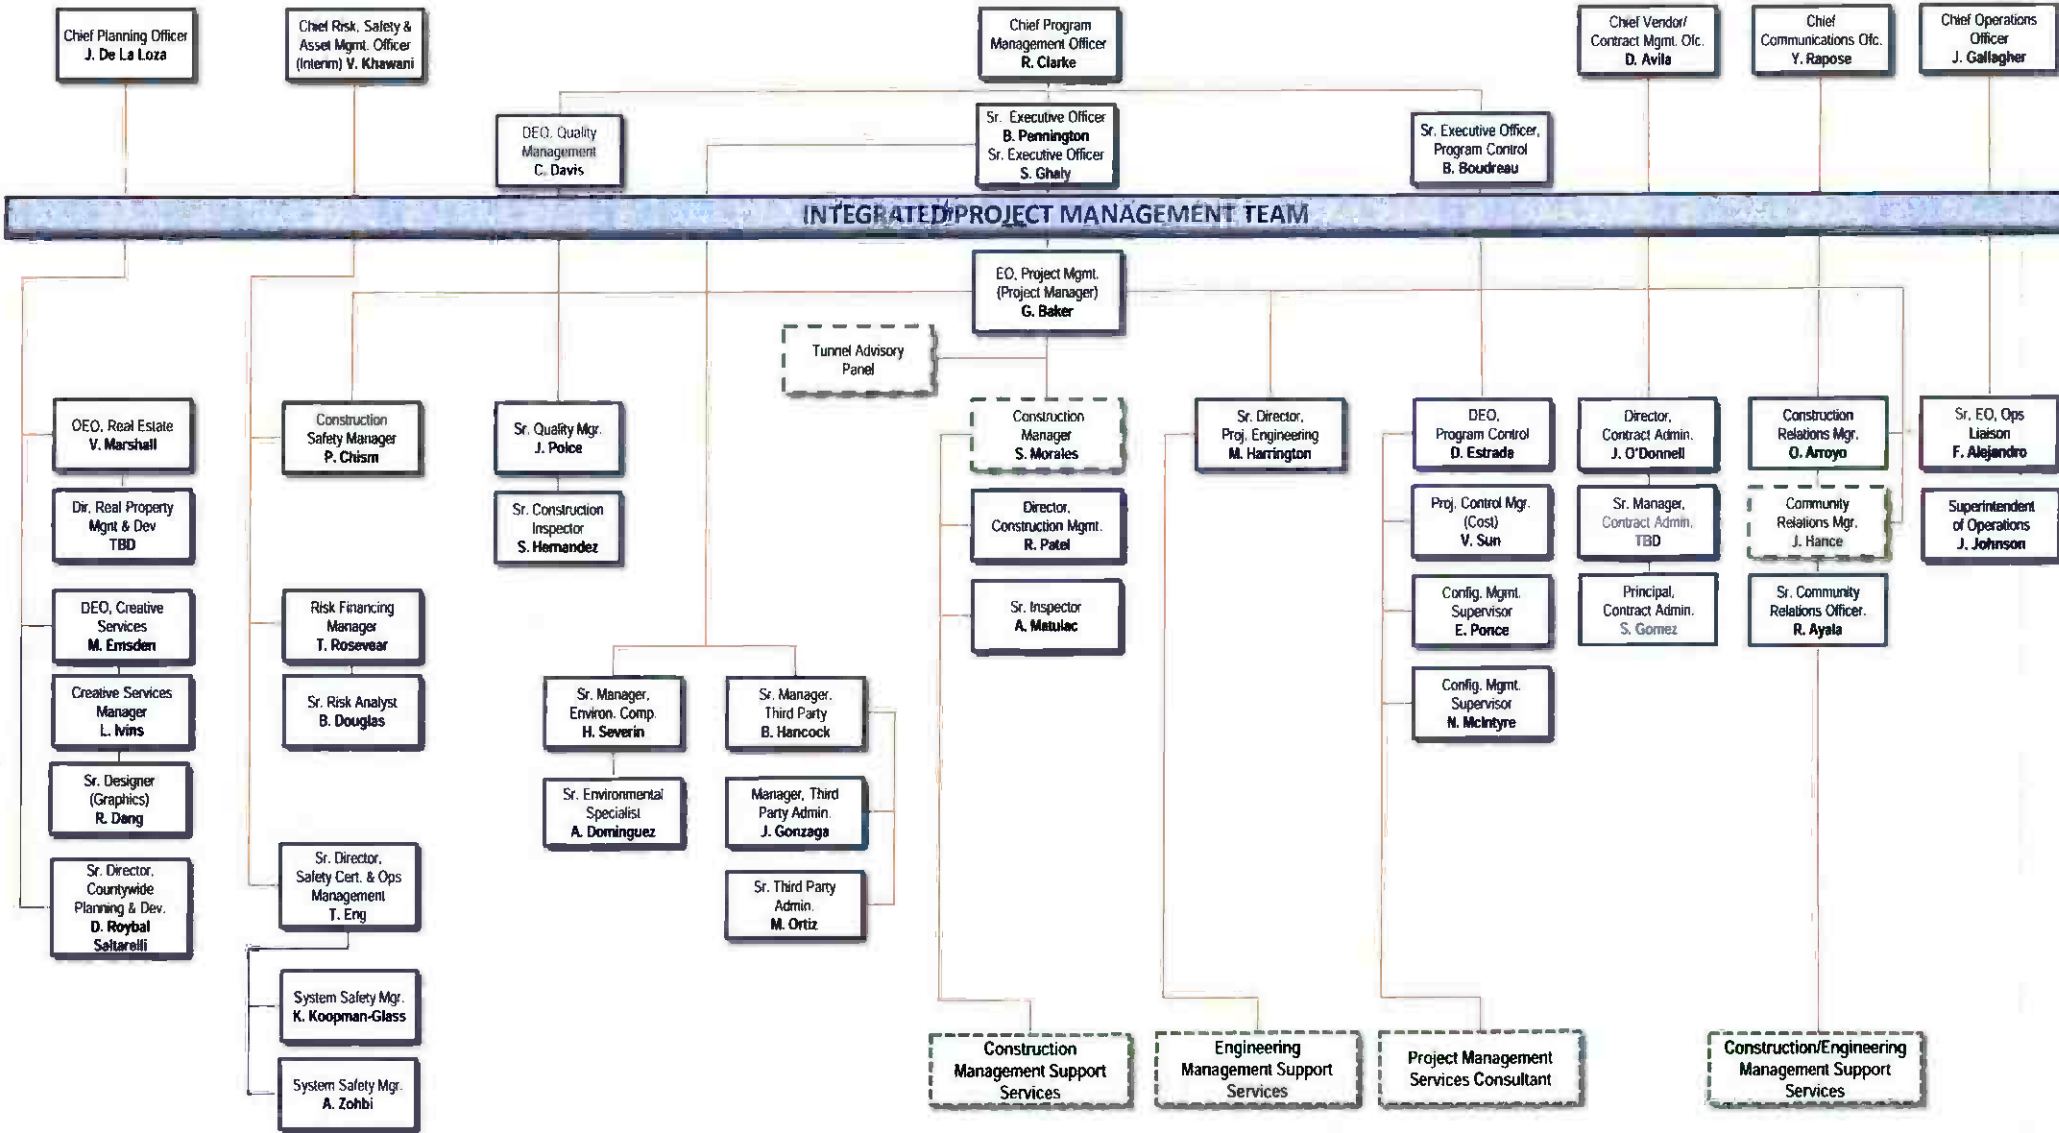 Chief Planning Officer
J. De La Loza
Chief Risk, Safety &
Asset Mgmt. Officer
(Interim) V. Khawani
Chief Program
Management Officer
R. Clarke
Chief Vendor/
Contract Mgmt. Ofc.
D. Avila
Chief
Communications Ofc.
Y. Rapose
Chief Operations
Officer
J. Gallagher
DEO, Quality
Management
C. Davis
Sr. Executive Officer
B. Pennington
Sr. Executive Officer
S. Ghaly
Sr. Executive Officer,
Program Control
B. Boudreau
INTEGRATED PROJECT MANAGEMENT TEAM
EO, Project Mgmt.
(Project Manager)
G. Baker
Tunnel Advisory
Panel
OEO, Real Estate
V. Marshall
Dir, Real Property
Mgnt & Dev
TBD
DEO, Creative
Services
M. Emsden
Creative Services
Manager
L. Ivins
Sr. Designer
(Graphics)
R. Dang
Sr. Director,
Countywide
Planning & Dev.
D. Roybal
Saltarelli
Construction
Safety Manager
P. Chism
Risk Financing
Manager
T. Rosevear
Sr. Risk Analyst
B. Douglas
Sr. Director,
Safety Cert. & Ops
Management
T. Eng
System Safety Mgr.
K. Koopman-Glass
System Safety Mgr.
A. Zohbi
Sr. Quality Mgr.
J. Polce
Sr. Construction
Inspector
S. Hernandez
Sr. Manager,
Environ. Comp.
H. Severin
Sr. Environmental
Specialist
A. Dominguez
Sr. Manager.
Third Party
B. Hancock
Manager, Third
Party Admin.
J. Gonzaga
Sr. Third Party
Admin.
M. Ortiz
Construction
Manager
S. Morales
Director,
Construction Mgmt.
R. Patel
Sr. Inspector
A. Matulac
Construction
Management Support
Services
Sr. Director,
Proj. Engineering
M. Harrington
Engineering
Management Support
Services
DEO,
Program Control
D. Estrada
Proj. Control Mgr.
(Cost)
V. Sun
Config. Mgmt.
Supervisor
E. Ponce
Config. Mgmt.
Supervisor
N. McIntyre
Project Management
Services Consultant
Director,
Contract Admin.
J. O'Donnell
Sr. Manager,
Contract Admin.
TBD
Principal,
Contract Admin.
S. Gomez
Construction
Relations Mgr.
O. Arroyo
Community
Relations Mgr.
J. Hance
Sr. Community
Relations Officer.
R. Ayala
Construction/Engineering
Management Support
Services
Sr. EO, Ops
Liaison
F. Alejandro
Superintendent
of Operations
J. Johnson